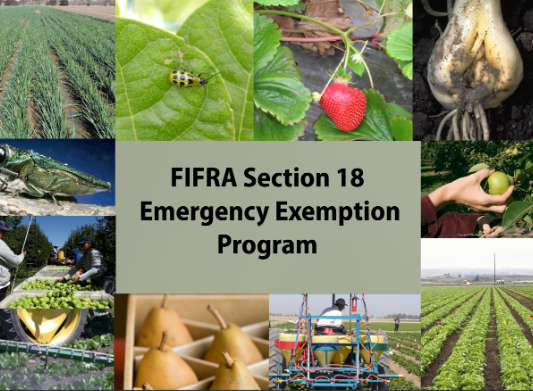 FIFRA Section 18
Emergency Exemption
Program